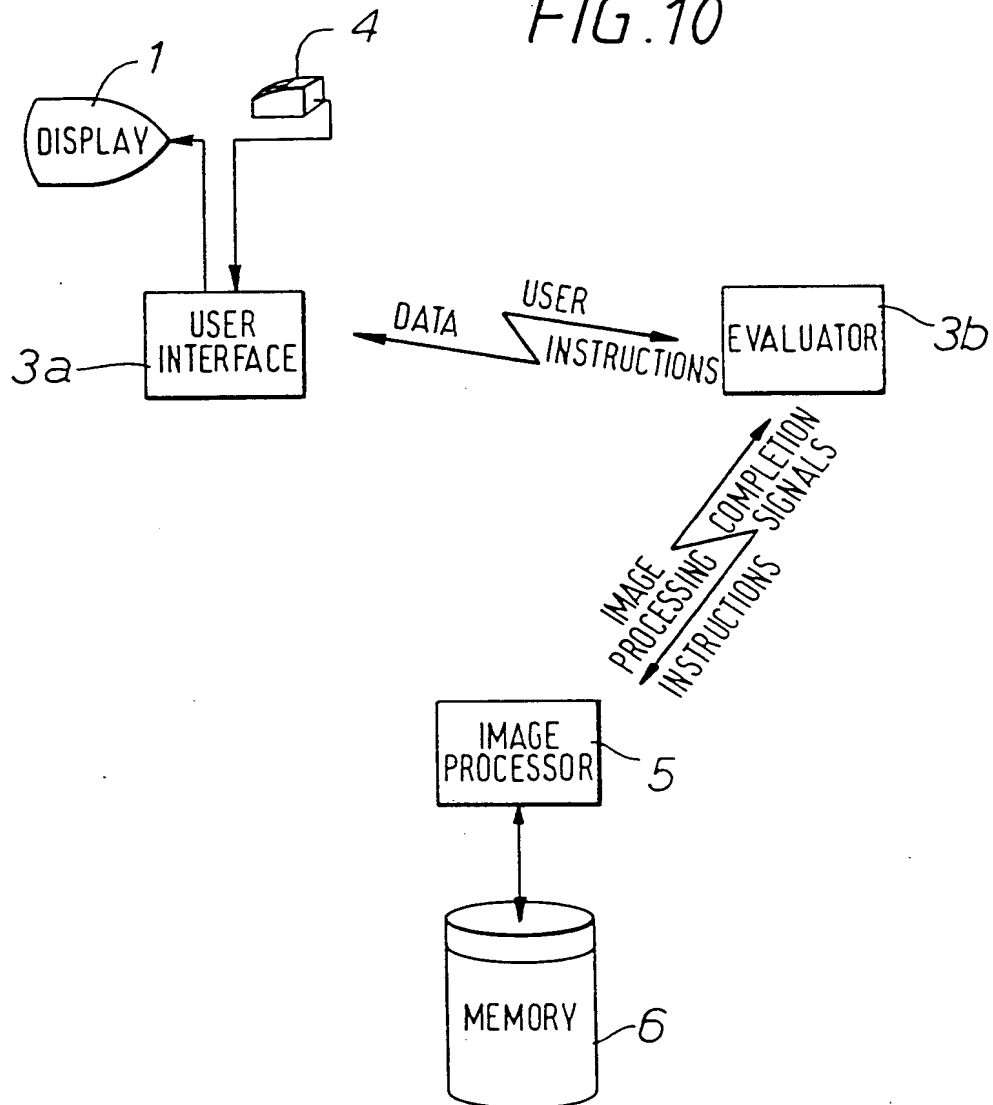 FIG.10
1
4
DISPLAY
USER
INTERFACE
3a
DATA
USER
INSTRUCTIONS
EVALUATOR
3b
COMPLETION
SIGNALS
IMAGE
PROCESSING
INSTRUCTIONS
IMAGE
PROCESSOR
5
MEMORY
6